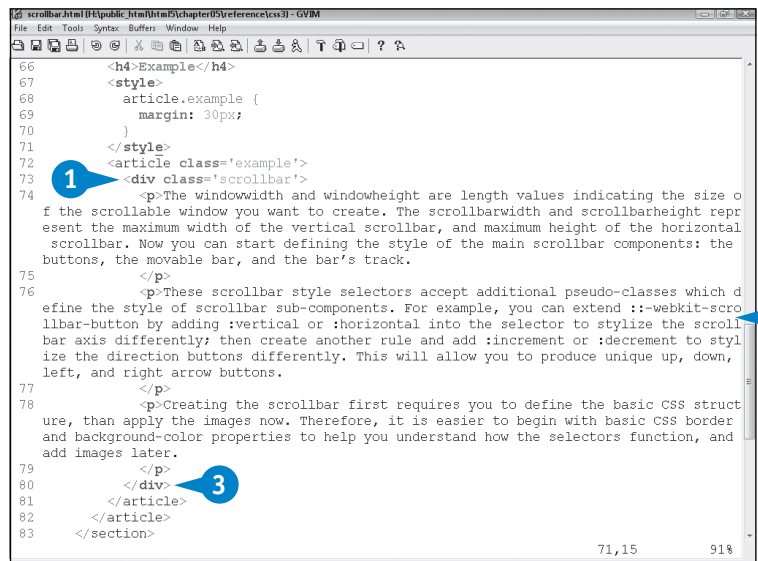 scrollbar.html (H:\public_html\html5\chapter05\reference\css3) - GVIM
File Edit Tools Syntax Buffers Window Help
66 <h4>Example</h4>
67 <style>
68 article.example {
69 margin: 30px;
70 }
71 </style>
72 <article class='example'>
1
73 <div class='scrollbar'>
74 <p>The windowwidth and windowheight are length values indicating the size o
f the scrollable window you want to create. The scrollbarwidth and scrollbarheight repr
esent the maximum width of the vertical scrollbar, and maximum height of the horizontal
scrollbar. Now you can start defining the style of the main scrollbar components: the
buttons, the movable bar, and the bar's track.
75 </p>
76 <p>These scrollbar style selectors accept additional pseudo-classes which d
efine the style of scrollbar sub-components. For example, you can extend ::-webkit-scro
llbar-button by adding :vertical or :horizontal into the selector to stylize the scroll
bar axis differently; then create another rule and add :increment or :decrement to styl
ize the direction buttons differently. This will allow you to produce unique up, down,
left, and right arrow buttons.
77 </p>
78 <p>Creating the scrollbar first requires you to define the basic CSS struct
ure, than apply the images now. Therefore, it is easier to begin with basic CSS border
and background-color properties to help you understand how the selectors function, and
add images later.
79 </p>
80 </div>
3
81 </article>
82 </article>
83 </section>
71,15 91%